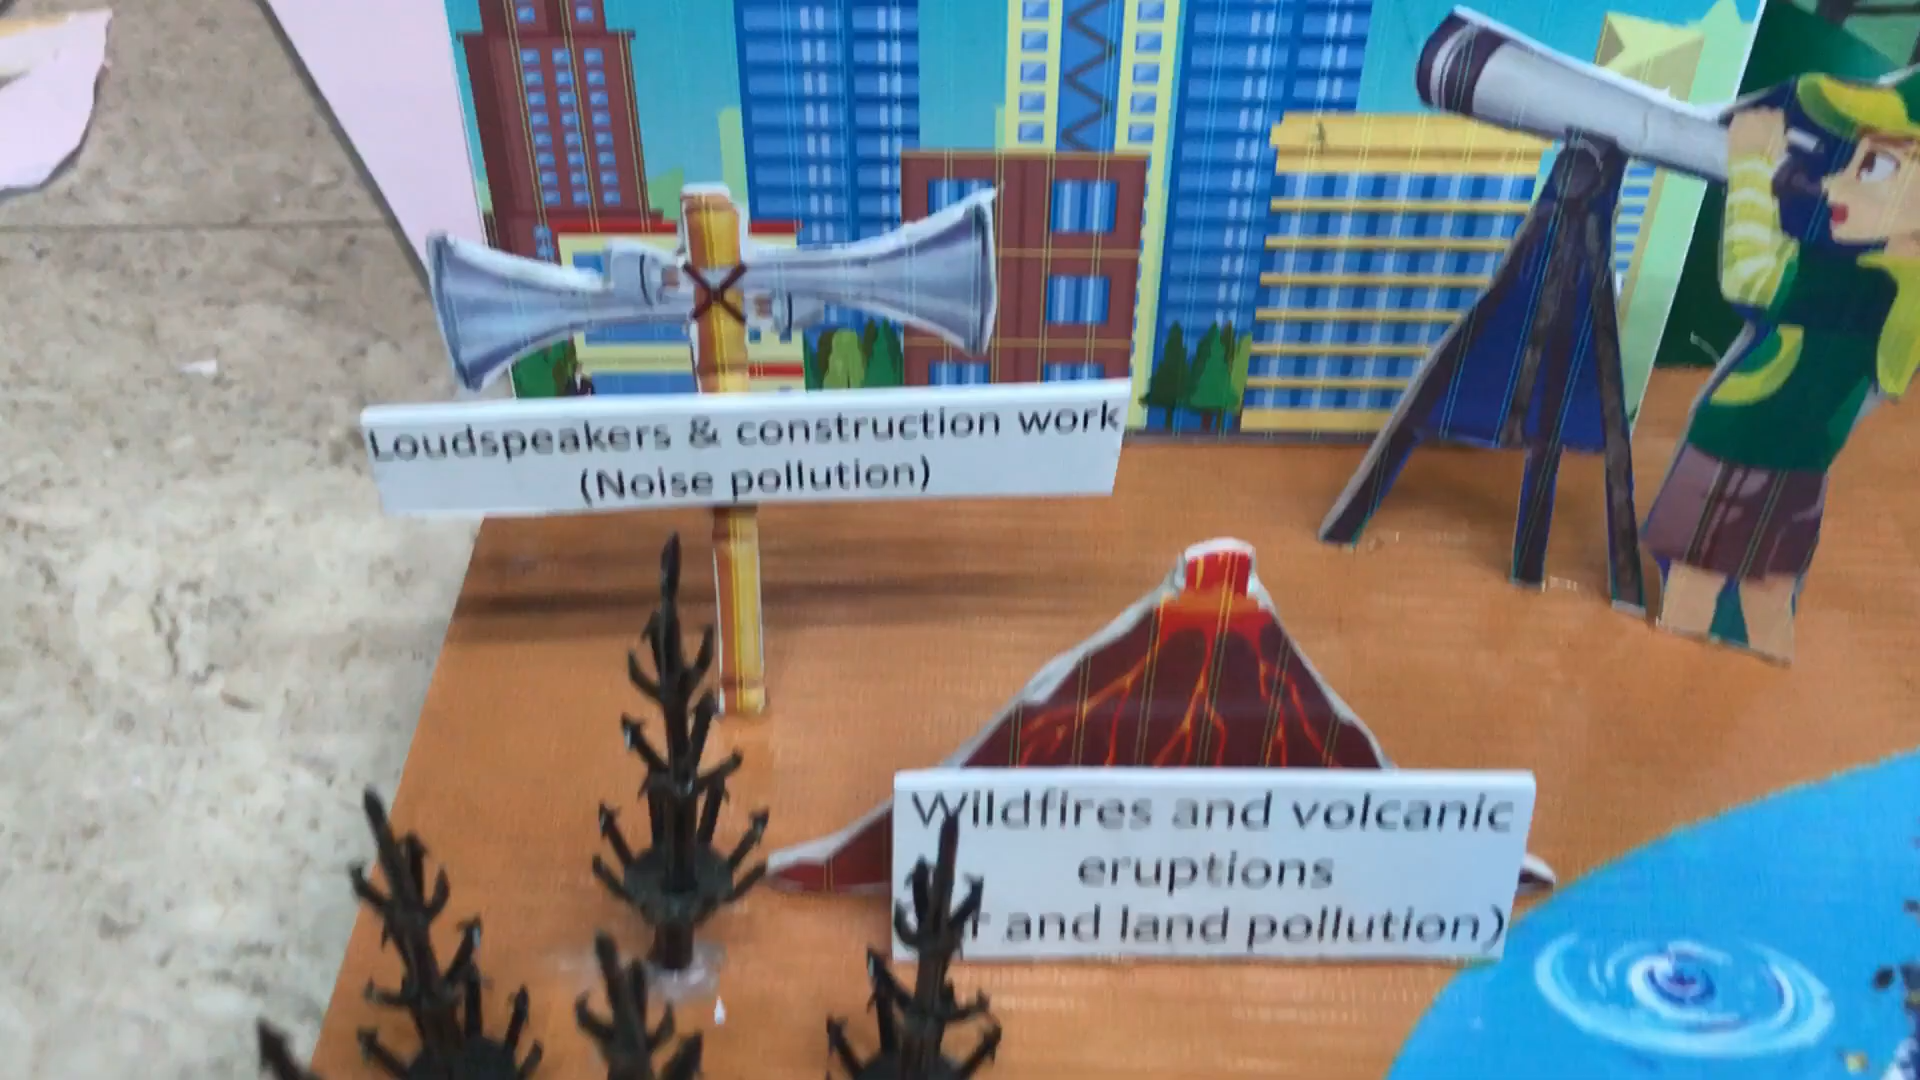 Loudspeakers & construction work
(Noise pollution)
Wildfires and volcanic
eruptions
and land pollution)